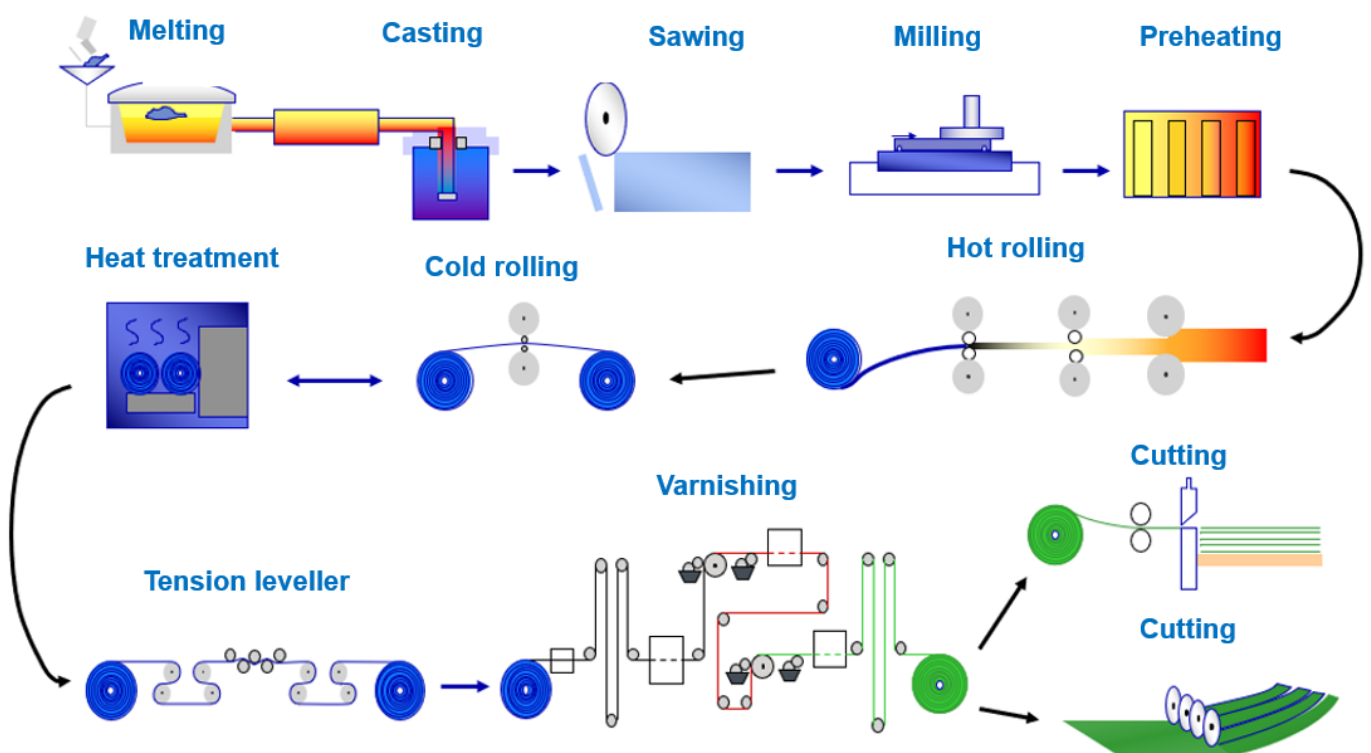 Melting
Casting
Sawing
Milling
Preheating
Heat treatment
Cold rolling
Hot rolling
Tension leveller
Varnishing
Cutting
Cutting